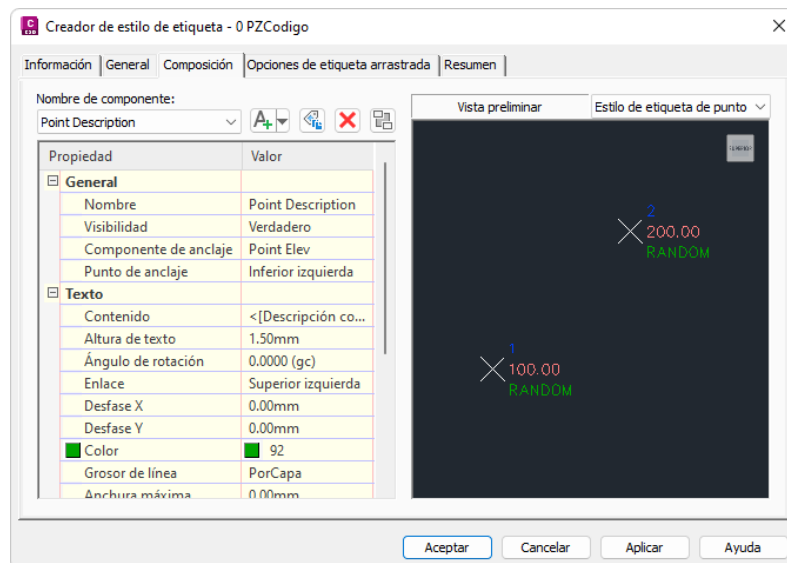 Creador de estilo de etiqueta - 0 PZCodigo
Información General Composición Opciones de etiqueta arrastrada Resumen
Nombre de componente:
Point Description
Propiedad Valor
General
Nombre Point Description
Visibilidad Verdadero
Componente de anclaje Point Elev
Punto de anclaje Inferior izquierda
Texto
Contenido <[Descripción co...
Altura de texto 1.50mm
Ángulo de rotación 0.0000 (gc)
Enlace Superior izquierda
Desfase X 0.00mm
Desfase Y 0.00mm
Color 92
Grosor de línea PorCapa
Anchura máxima 0.00mm
Vista preliminar Estilo de etiqueta de punto
2
200.00
RANDOM
1
100.00
RANDOM
Aceptar Cancelar Aplicar Ayuda